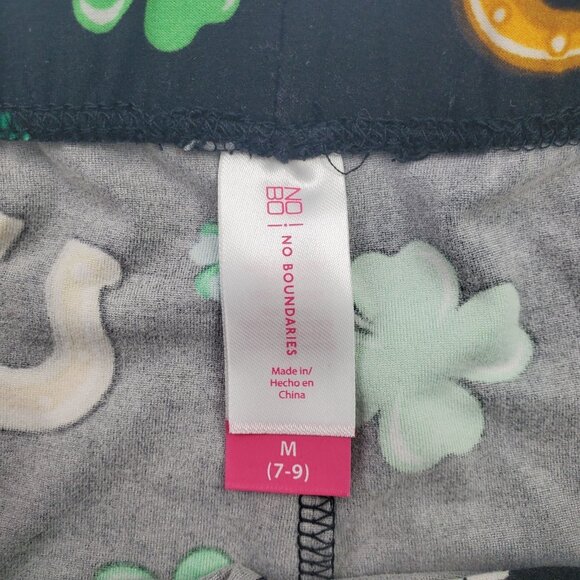 NO
BO
NO BOUNDARIES
Made in/
Hecho en
China
M
(7-9)